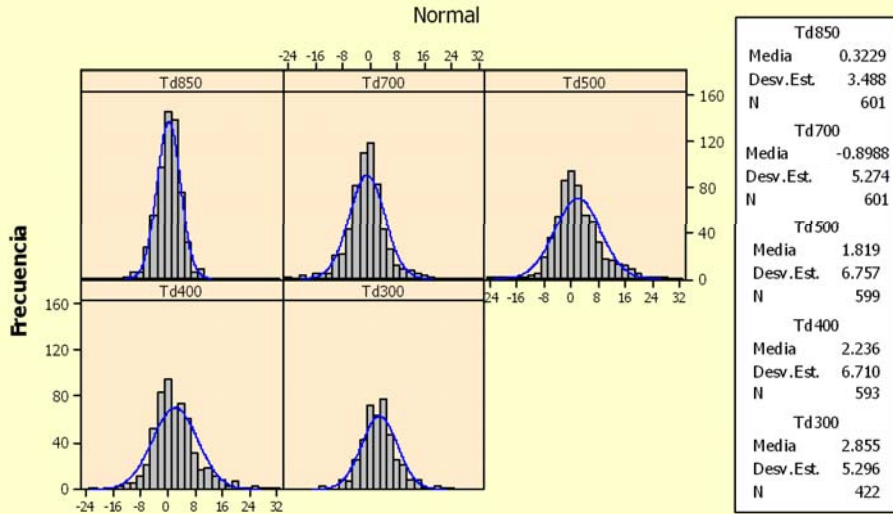 Normal
-24 -16 -8 0 8 16 24 32
Td850 Td700 Td500
160
120
80
40
0
Td400 Td300
-24 -16 -8 0 8 16 24 32
160
120
80
40
0
-24 -16 -8 0 8 16 24 32
Frecuencia
Td850
Media 0.3229
Desv.Est. 3.488
N 601
Td700
Media -0.8988
Desv.Est. 5.274
N 601
Td500
Media 1.819
Desv.Est. 6.757
N 599
Td400
Media 2.236
Desv.Est. 6.710
N 593
Td300
Media 2.855
Desv.Est. 5.296
N 422